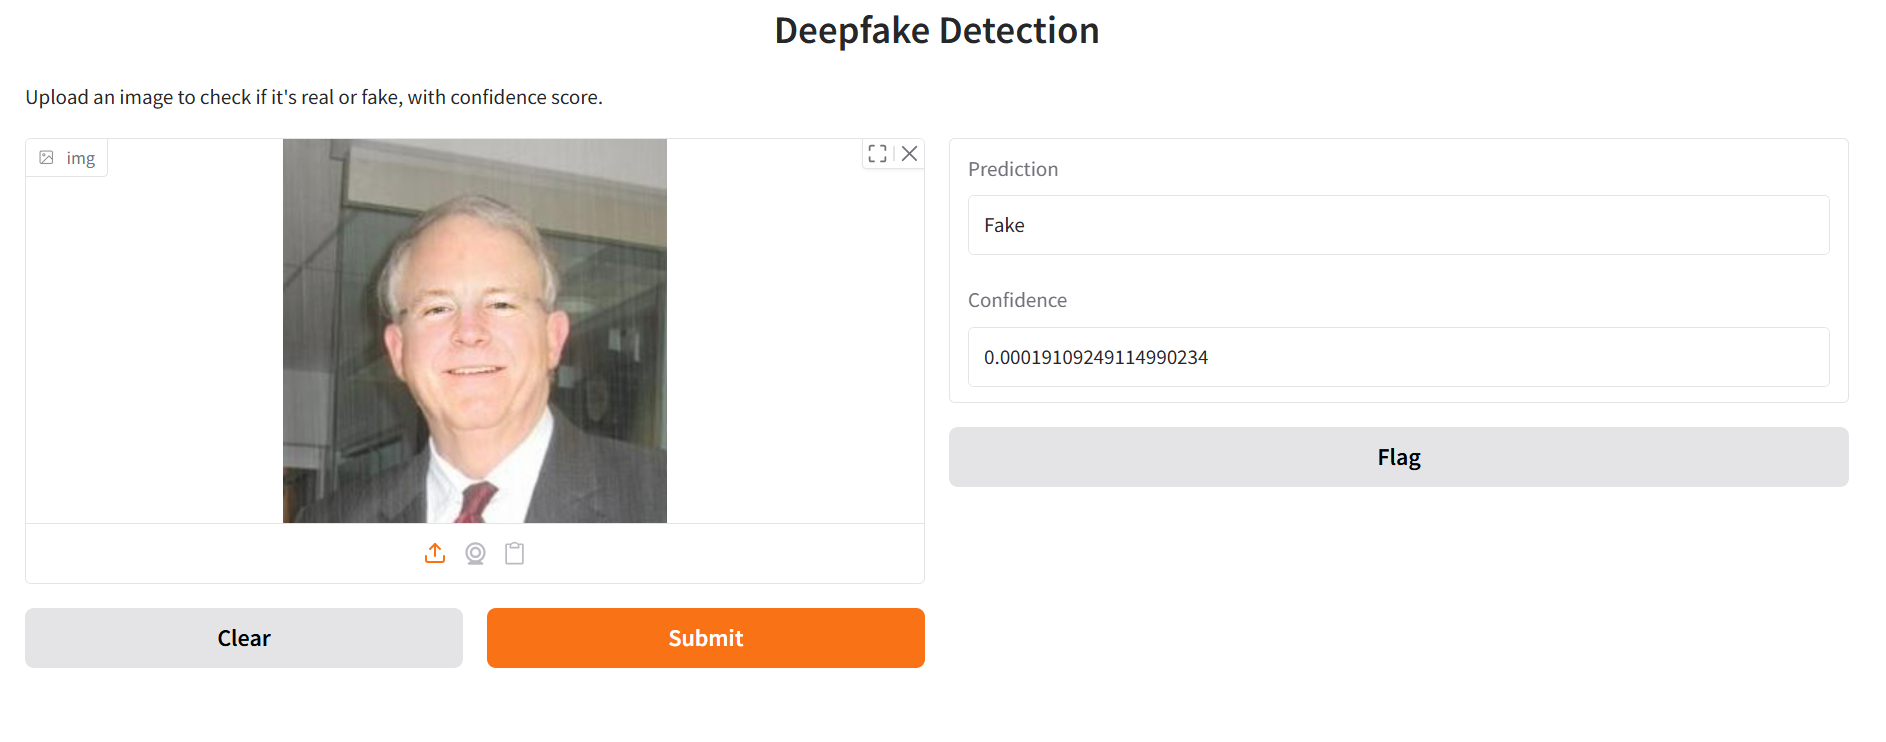 Deepfake Detection
Upload an image to check if it's real or fake, with confidence score.
img
Prediction
Fake
Confidence
0.00019109249114990234
Flag
Clear
Submit